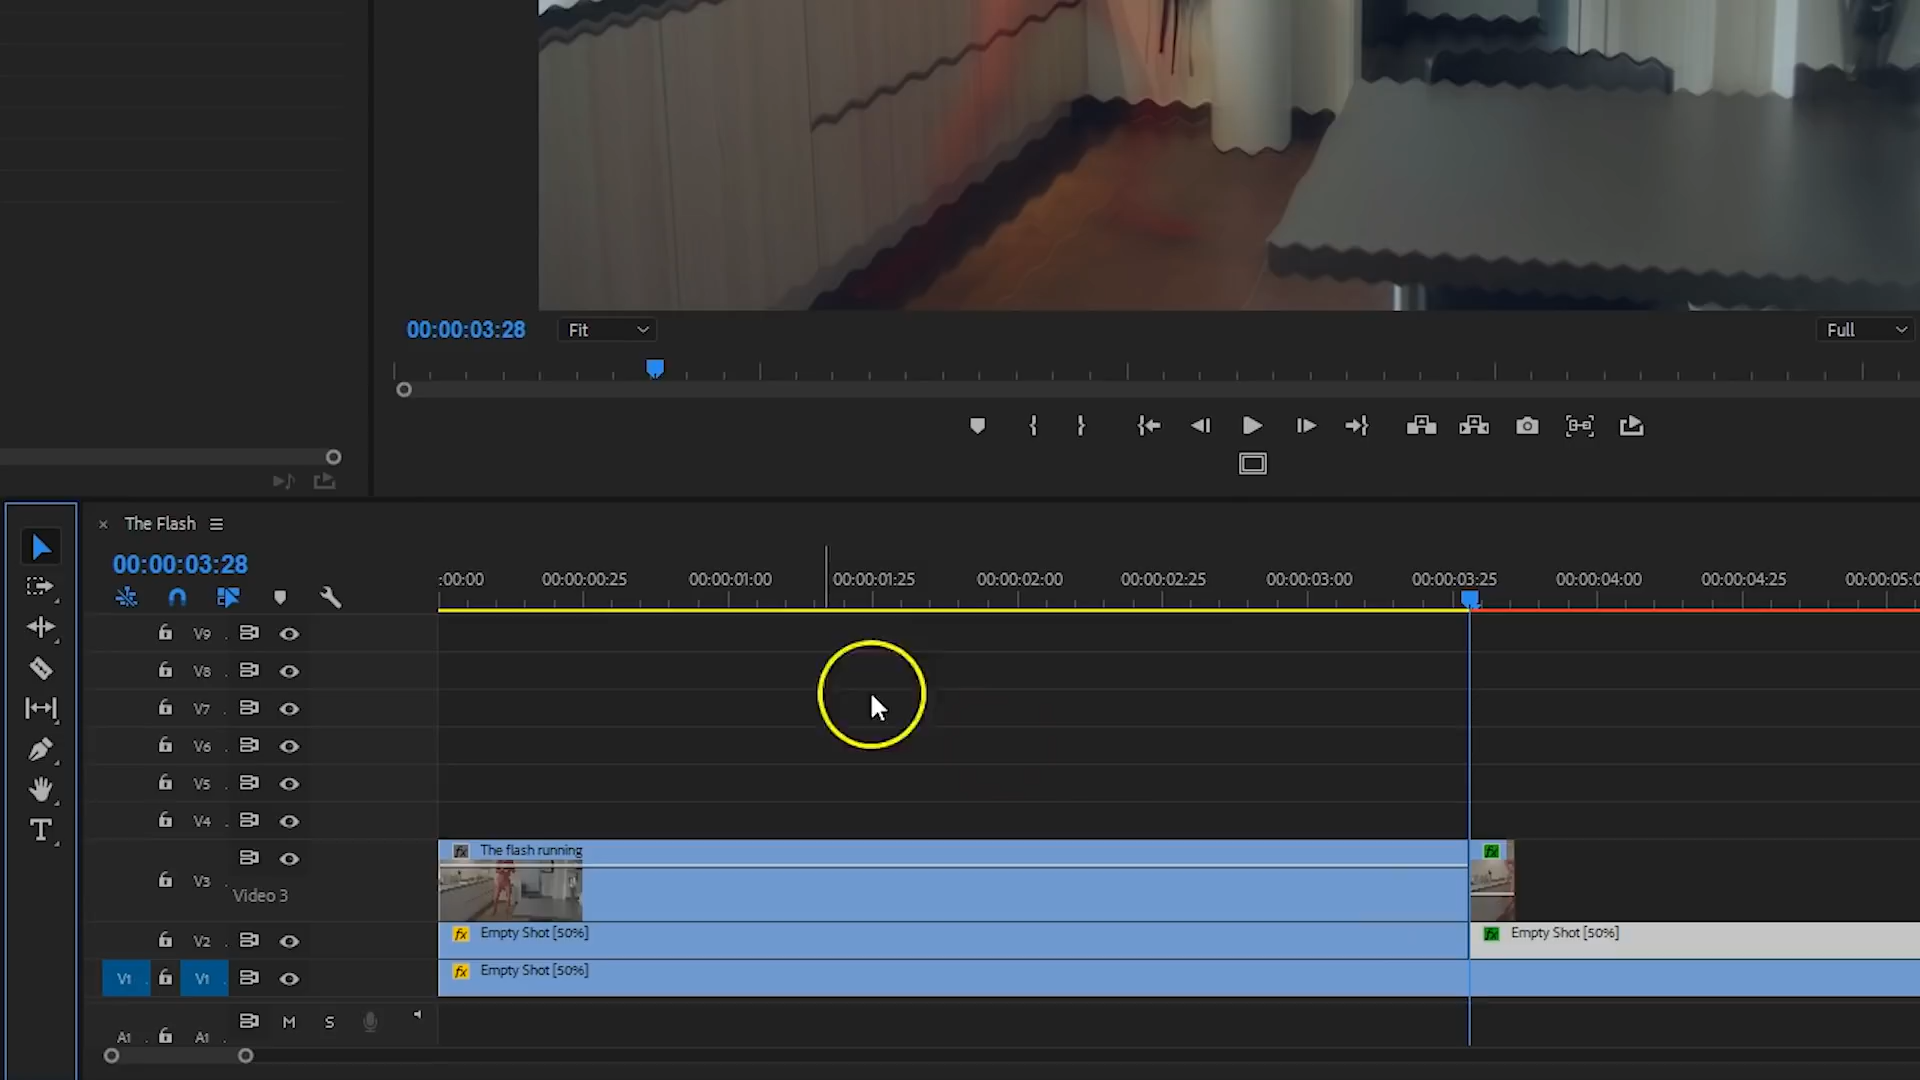 00:00:03:28 Fit Full
The Flash
00:00:03:28
:00:00 00:00:00:25 00:00:01:00 00:00:01:25 00:00:02:00 00:00:02:25 00:00:03:00 00:00:03:25 00:00:04:00 00:00:04:25 00:00:05:0
V9
V8
V7
V6
V5
V4
fx The flash running fx
V3 Video 3
V2 fx Empty Shot [50%] fx Empty Shot [50%]
V1 V1 fx Empty Shot [50%]
M S
A1 A1